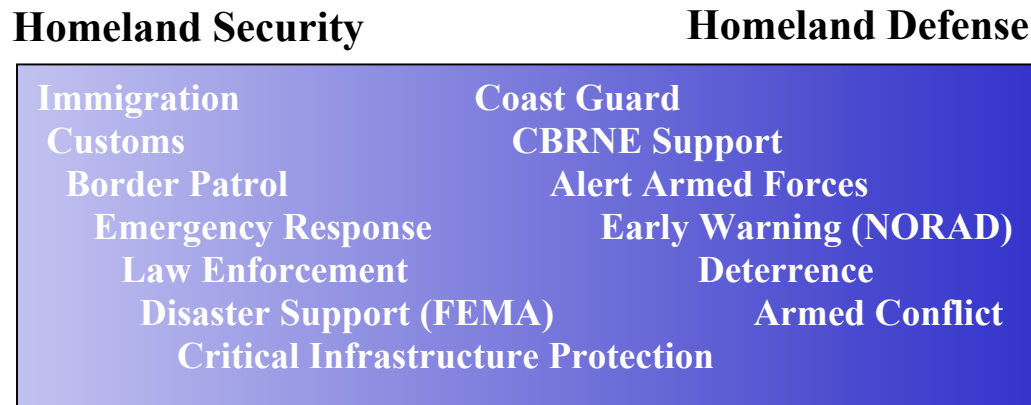 Homeland Security Homeland Defense
Immigration Coast Guard
Customs CBRNE Support
Border Patrol Alert Armed Forces
Emergency Response Early Warning (NORAD)
Law Enforcement Deterrence
Disaster Support (FEMA) Armed Conflict
Critical Infrastructure Protection